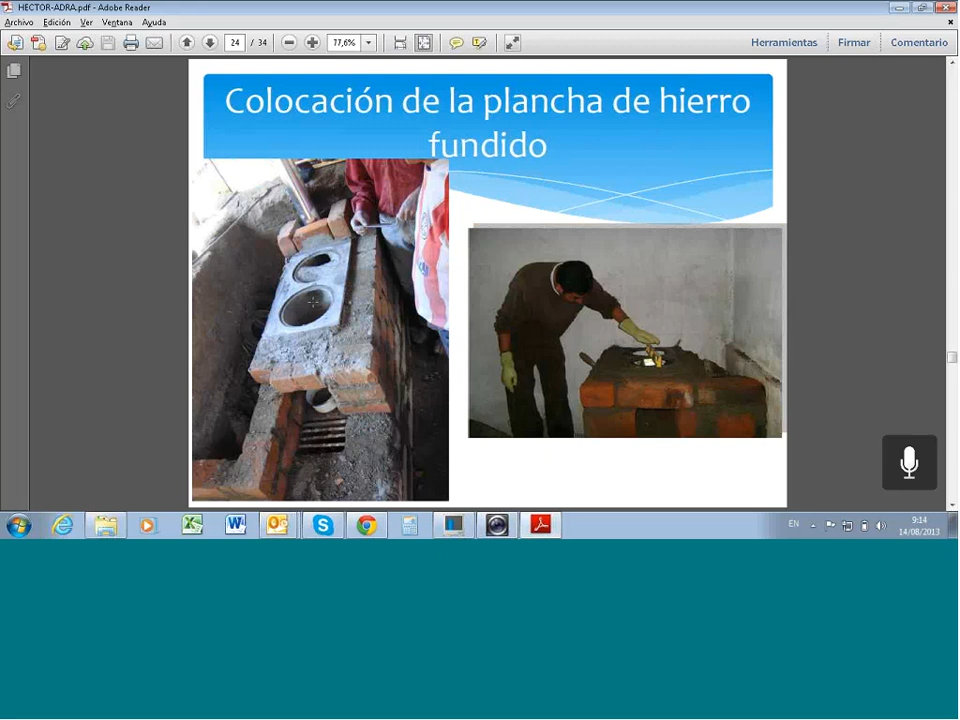 HECTOR-ADRA.pdf - Adobe Reader
Archivo Edición Ver Ventana Ayuda
24 / 34 77,6% Herramientas Firmar Comentario
Colocación de la plancha de hierro
fundido
EN 9:14
14/08/2013